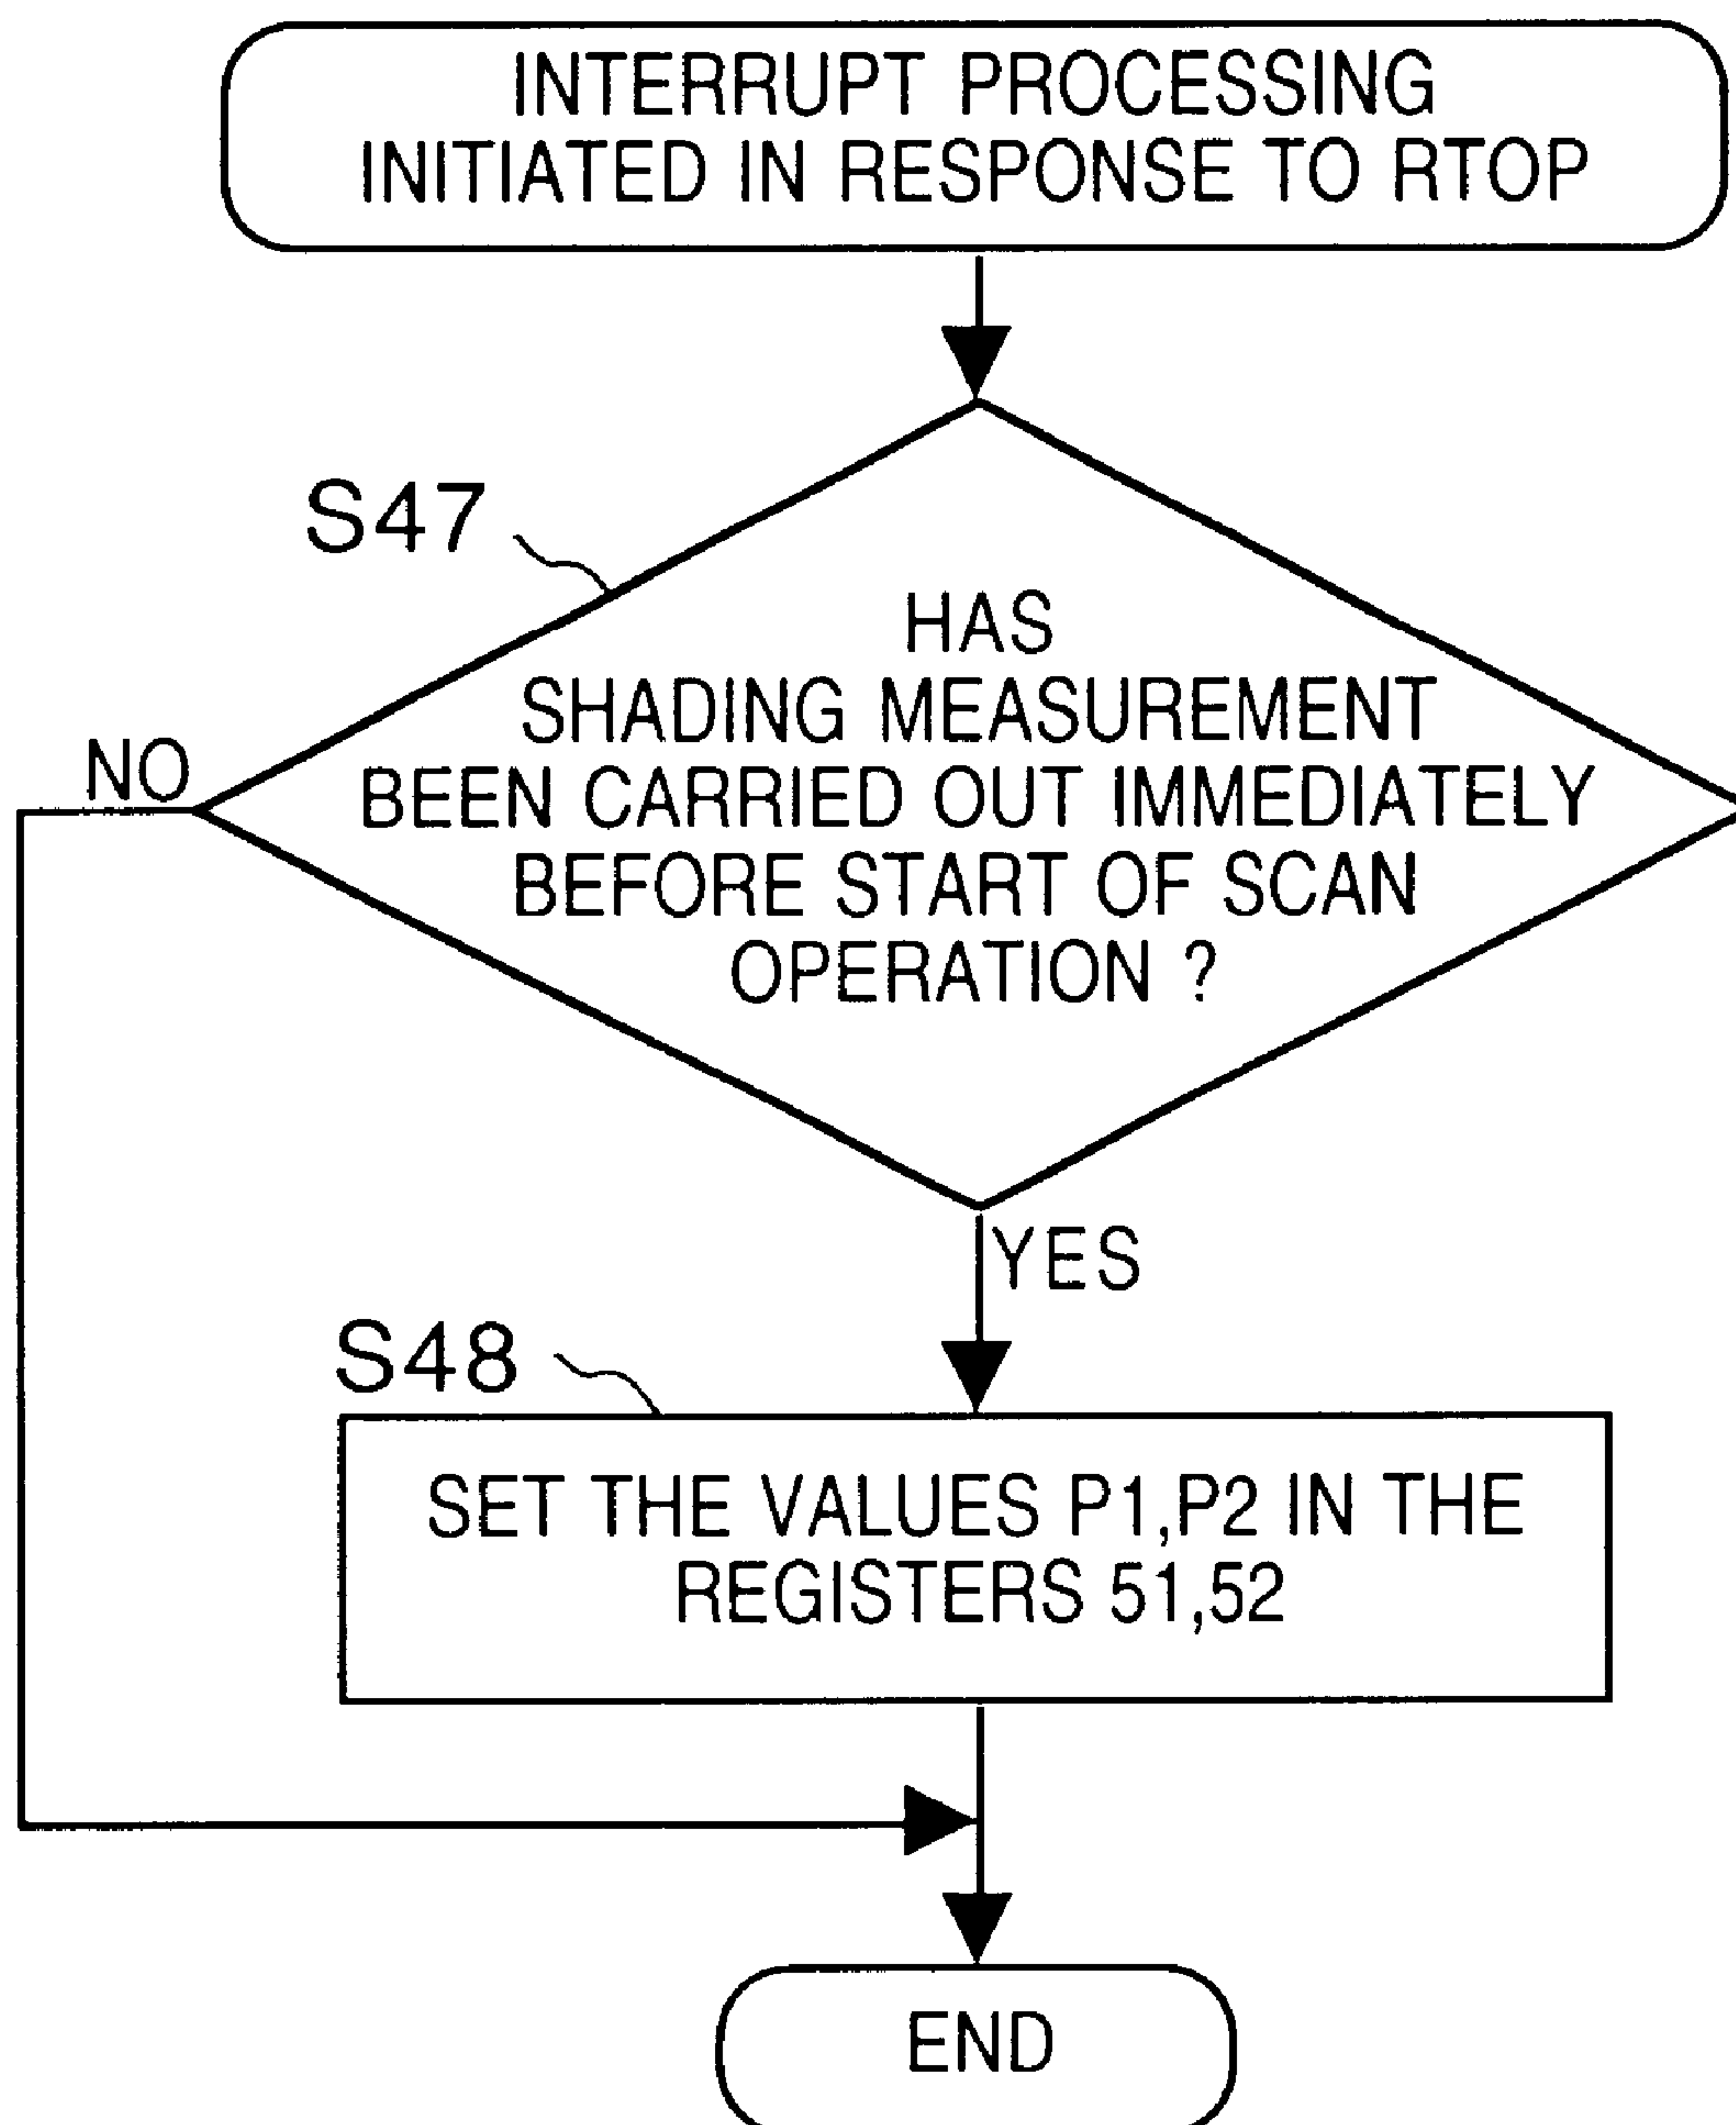 INTERRUPT PROCESSING
INITIATED IN RESPONSE TO RTOP
S47
HAS
SHADING MEASUREMENT
BEEN CARRIED OUT IMMEDIATELY
BEFORE START OF SCAN
OPERATION ?
NO
YES
S48
SET THE VALUES P1,P2 IN THE
REGISTERS 51,52
END